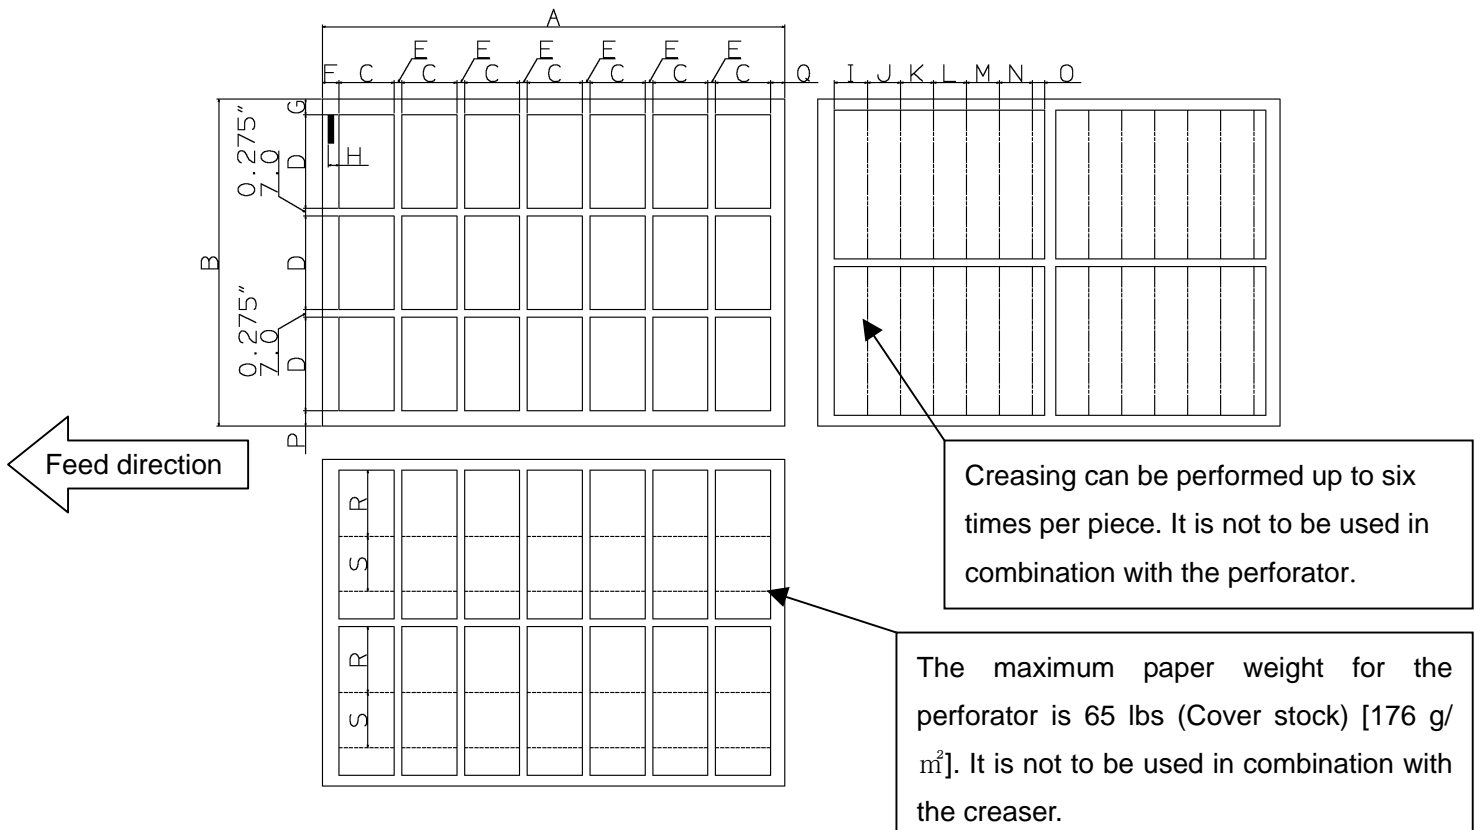 A
E E E E E E
F C C C C C C C Q I J K L M N O
G
0.275"
7.0
D
H
B
D
0.275"
7.0
D
P
Feed direction
R
S
R
S
Creasing can be performed up to six
times per piece. It is not to be used in
combination with the perforator.
The maximum paper weight for the
perforator is 65 lbs (Cover stock) [176 g/
㎡]. It is not to be used in combination with
the creaser.